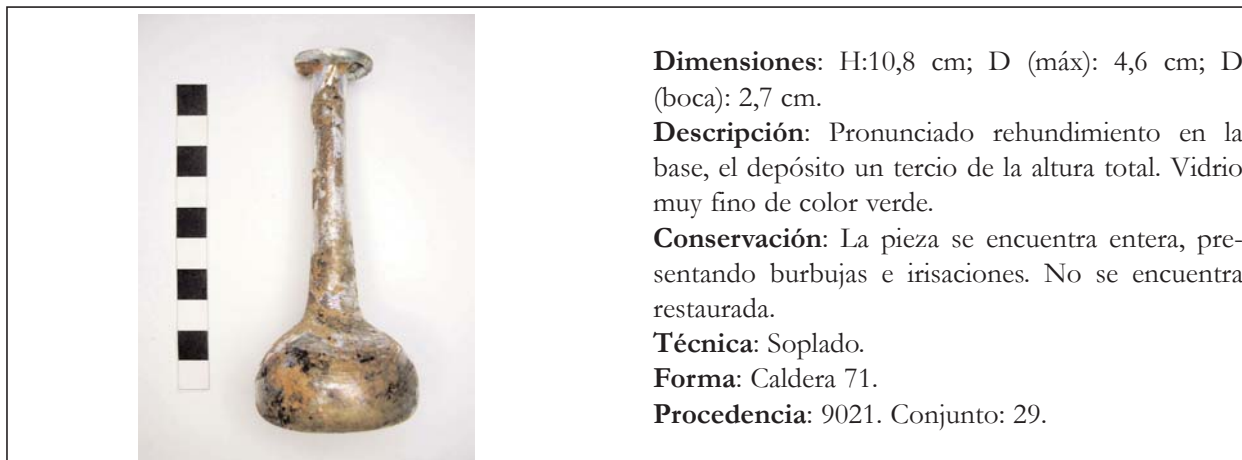 Dimensiones: H:10,8 cm; D (máx): 4,6 cm; D
(boca): 2,7 cm.
Descripción: Pronunciado rehundimiento en la
base, el depósito un tercio de la altura total. Vidrio
muy fino de color verde.
Conservación: La pieza se encuentra entera, pre-
sentando burbujas e irisaciones. No se encuentra
restaurada.
Técnica: Soplado.
Forma: Caldera 71.
Procedencia: 9021. Conjunto: 29.